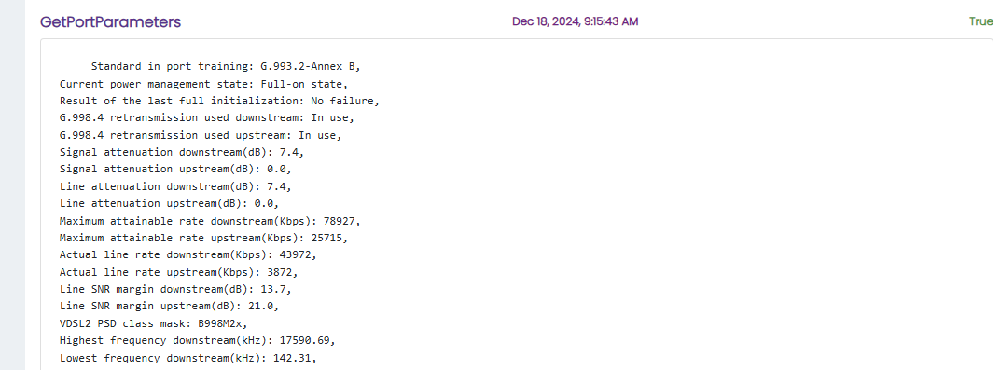 GetPortParameters Dec 18, 2024, 9:15:43 AM True
Standard in port training: G.993.2-Annex B,
Current power management state: Full-on state,
Result of the last full initialization: No failure,
G.998.4 retransmission used downstream: In use,
G.998.4 retransmission used upstream: In use,
Signal attenuation downstream(dB): 7.4,
Signal attenuation upstream(dB): 0.0,
Line attenuation downstream(dB): 7.4,
Line attenuation upstream(dB): 0.0,
Maximum attainable rate downstream(Kbps): 78927,
Maximum attainable rate upstream(Kbps): 25715,
Actual line rate downstream(Kbps): 43972,
Actual line rate upstream(Kbps): 3872,
Line SNR margin downstream(dB): 13.7,
Line SNR margin upstream(dB): 21.0,
VDSL2 PSD class mask: B998M2x,
Highest frequency downstream(kHz): 17590.69,
Lowest frequency downstream(kHz): 142.31,